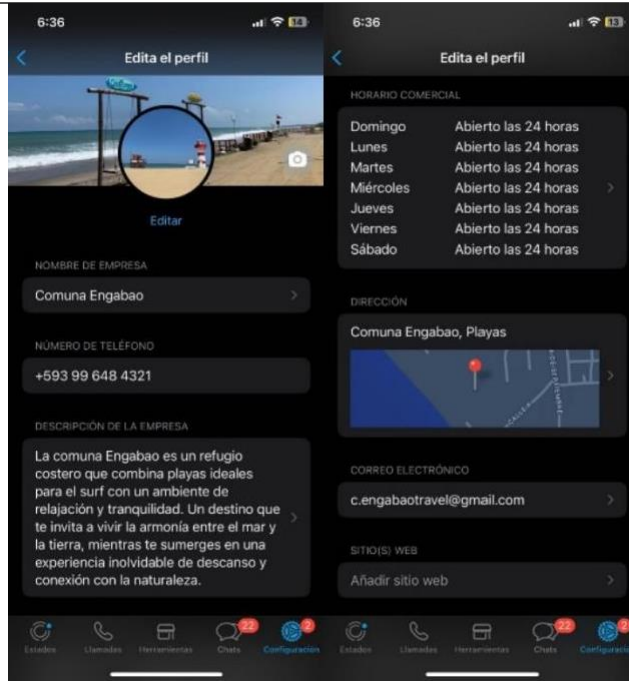 6:36
14
Edita el perfil
Editar
NOMBRE DE EMPRESA
Comuna Engabao
NÚMERO DE TELÉFONO
+593 99 648 4321
DESCRIPCIÓN DE LA EMPRESA
La comuna Engabao es un refugio
costero que combina playas ideales
para el surf con un ambiente de
relajación y tranquilidad. Un destino que
te invita a vivir la armonía entre el mar y
la tierra, mientras te sumerges en una
experiencia inolvidable de descanso y
conexión con la naturaleza.
22
2
Estados
Llamadas
Herramientas
Chats
Configuración
6:36
13
Edita el perfil
HORARIO COMERCIAL
Domingo Abierto las 24 horas
Lunes Abierto las 24 horas
Martes Abierto las 24 horas
Miércoles Abierto las 24 horas
Jueves Abierto las 24 horas
Viernes Abierto las 24 horas
Sábado Abierto las 24 horas
DIRECCIÓN
Comuna Engabao, Playas
CORREO ELECTRÓNICO
c.engabaotravel@gmail.com
SITIO(S) WEB
Añadir sitio web
22
2
Estados
Llamadas
Herramientas
Chats
Configuració